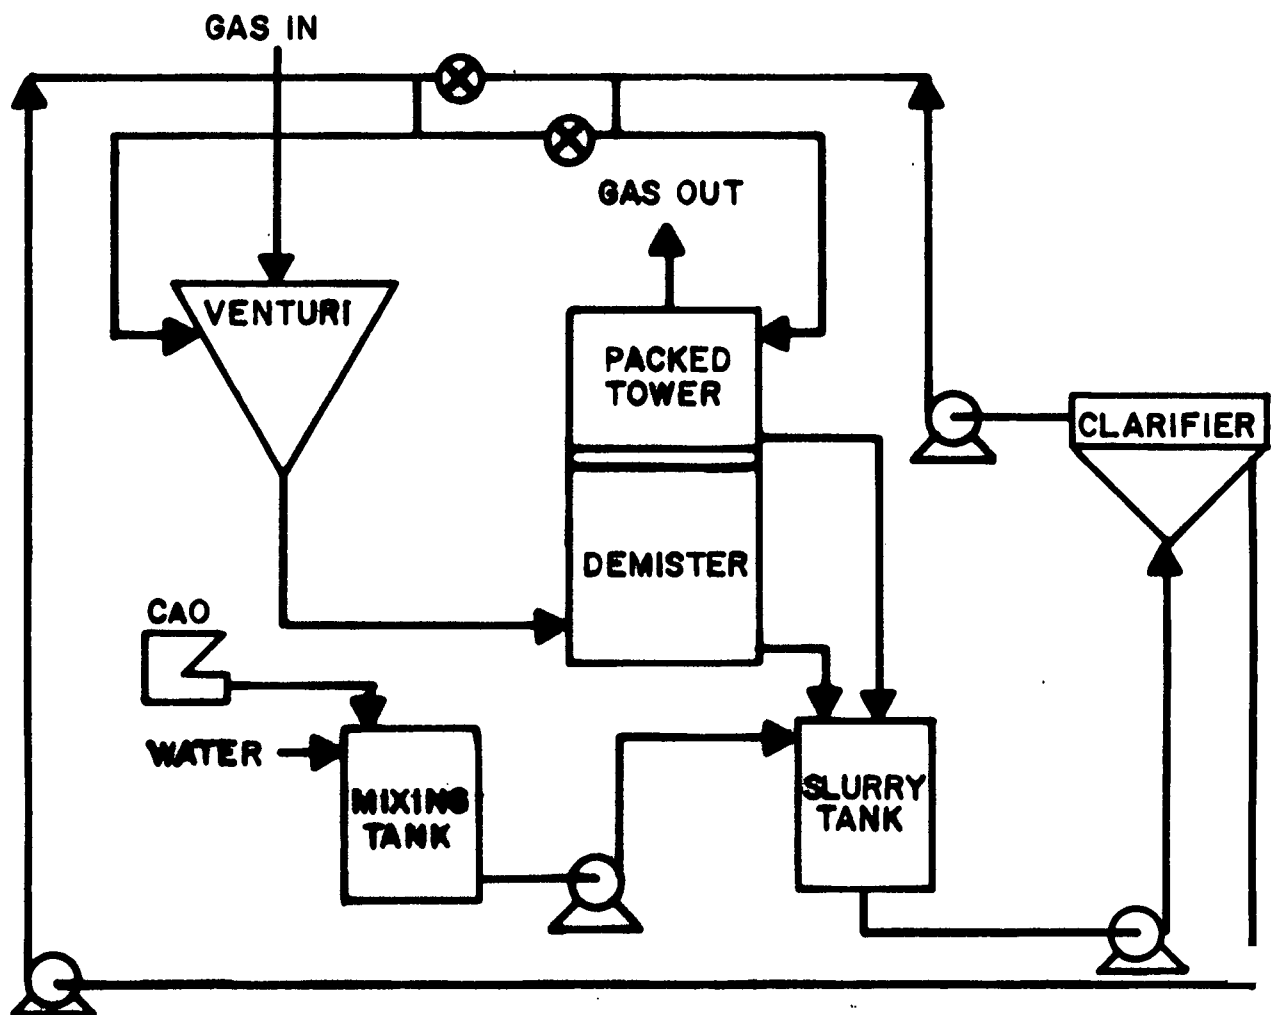 GAS IN
GAS OUT
VENTURI
PACKED
TOWER
CLARIFIER
DEMISTER
CAO
WATER
MIXING
TANK
SLURRY
TANK